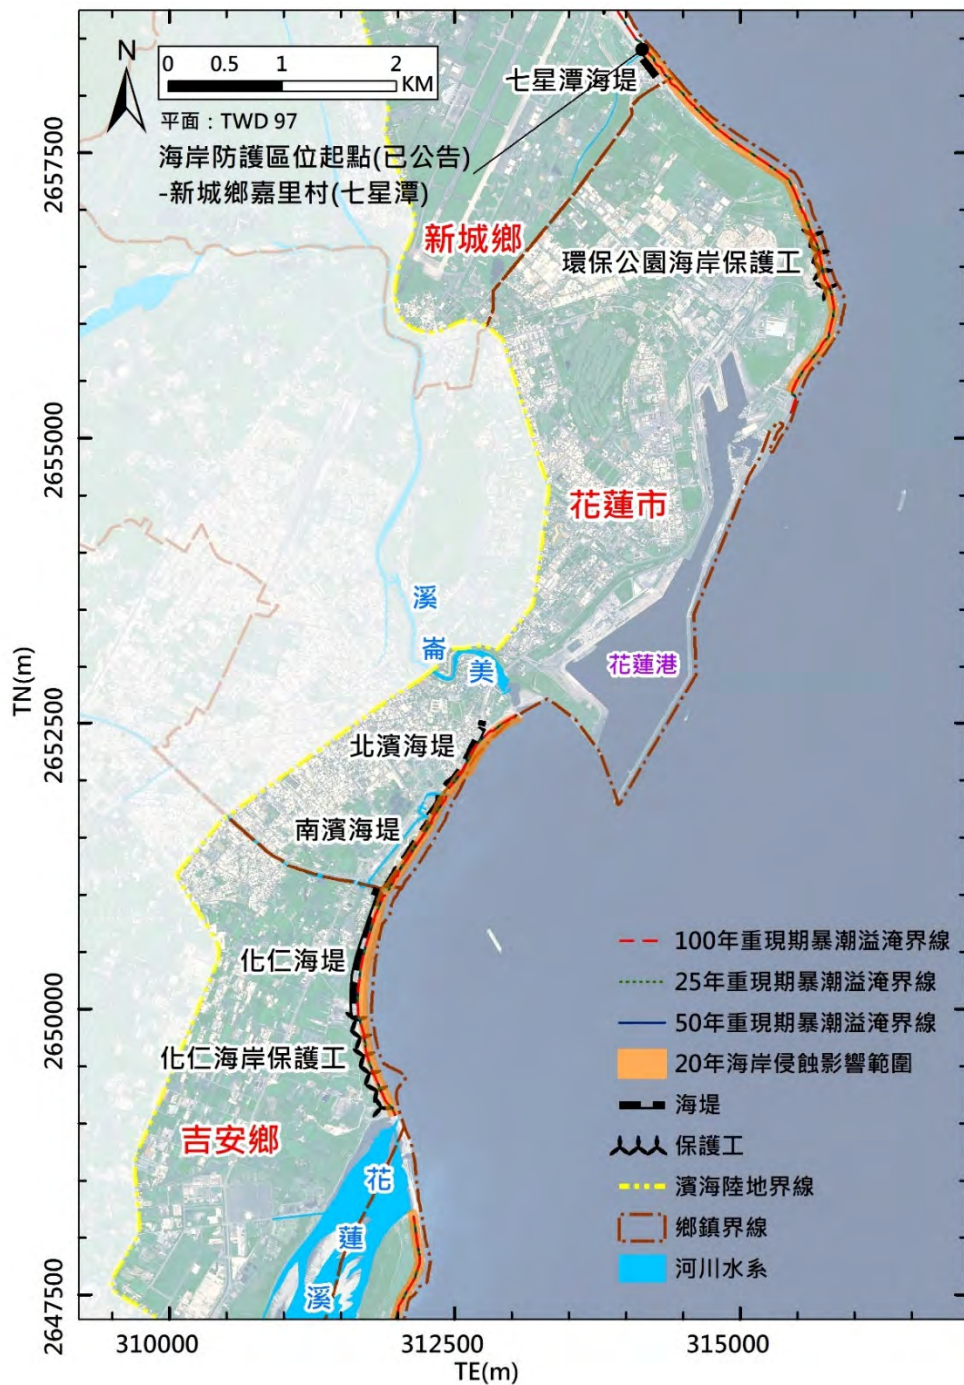 N
0 0.5 1 2
KM
平面：TWD 97
七星潭海堤
海岸防護區位起點(已公告)
-新城鄉嘉里村(七星潭)
新城鄉
環保公園海岸保護工
花蓮市
溪
崙
美
花蓮港
北濱海堤
南濱海堤
化仁海堤
化仁海岸保護工
吉安鄉
花
蓮
溪
100年重現期暴潮溢淹界線
25年重現期暴潮溢淹界線
50年重現期暴潮溢淹界線
20年海岸侵蝕影響範圍
海堤
保護工
濱海陸地界線
鄉鎮界線
河川水系
2657500
2655000
2652500
2650000
2647500
TN(m)
310000 312500 315000
TE(m)